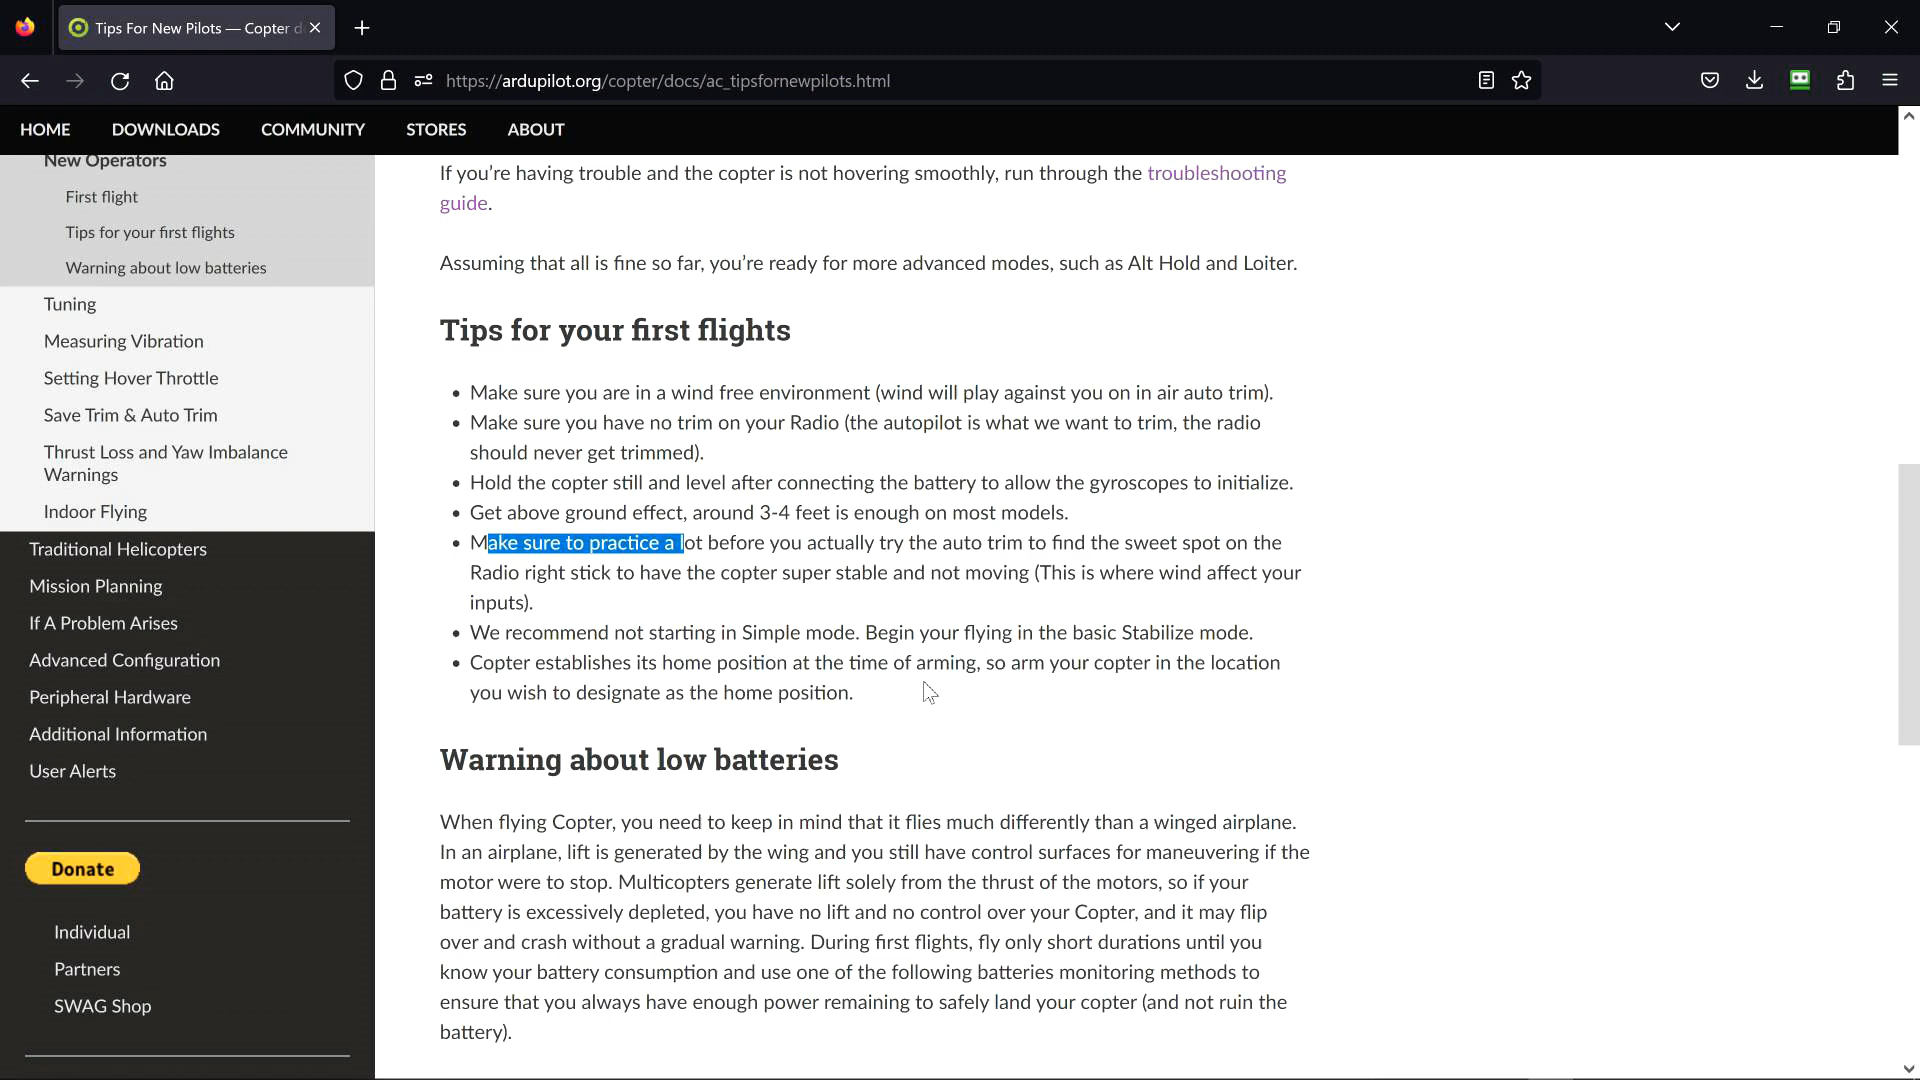 Tips For New Pilots — Copter d
https://ardupilot.org/copter/docs/ac_tipsfornewpilots.html
HOME DOWNLOADS COMMUNITY STORES ABOUT
New Operators
First flight
Tips for your first flights
Warning about low batteries
Tuning
Measuring Vibration
Setting Hover Throttle
Save Trim & Auto Trim
Thrust Loss and Yaw Imbalance
Warnings
Indoor Flying
Traditional Helicopters
Mission Planning
If A Problem Arises
Advanced Configuration
Peripheral Hardware
Additional Information
User Alerts
Donate
Individual
Partners
SWAG Shop
If you’re having trouble and the copter is not hovering smoothly, run through the troubleshooting
guide.
Assuming that all is fine so far, you’re ready for more advanced modes, such as Alt Hold and Loiter.
Tips for your first flights
• Make sure you are in a wind free environment (wind will play against you on in air auto trim).
• Make sure you have no trim on your Radio (the autopilot is what we want to trim, the radio
should never get trimmed).
• Hold the copter still and level after connecting the battery to allow the gyroscopes to initialize.
• Get above ground effect, around 3-4 feet is enough on most models.
• Make sure to practice a lot before you actually try the auto trim to find the sweet spot on the
Radio right stick to have the copter super stable and not moving (This is where wind affect your
inputs).
• We recommend not starting in Simple mode. Begin your flying in the basic Stabilize mode.
• Copter establishes its home position at the time of arming, so arm your copter in the location
you wish to designate as the home position.
Warning about low batteries
When flying Copter, you need to keep in mind that it flies much differently than a winged airplane.
In an airplane, lift is generated by the wing and you still have control surfaces for maneuvering if the
motor were to stop. Multicopters generate lift solely from the thrust of the motors, so if your
battery is excessively depleted, you have no lift and no control over your Copter, and it may flip
over and crash without a gradual warning. During first flights, fly only short durations until you
know your battery consumption and use one of the following batteries monitoring methods to
ensure that you always have enough power remaining to safely land your copter (and not ruin the
battery).